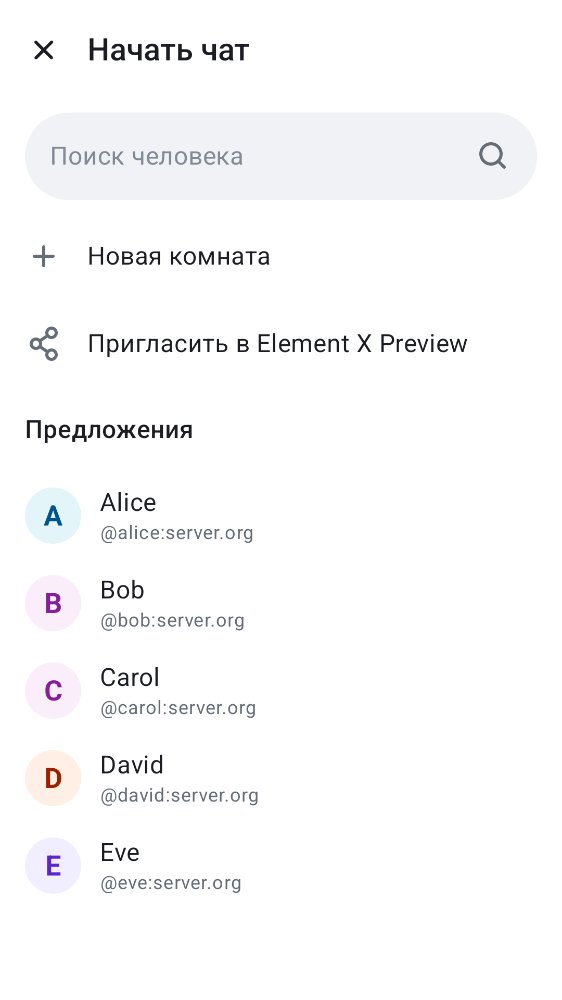 Начать чат
Поиск человека
Новая комната
Пригласить в Element X Preview
Предложения
A
Alice
@alice:server.org
B
Bob
@bob:server.org
C
Carol
@carol:server.org
D
David
@david:server.org
E
Eve
@eve:server.org